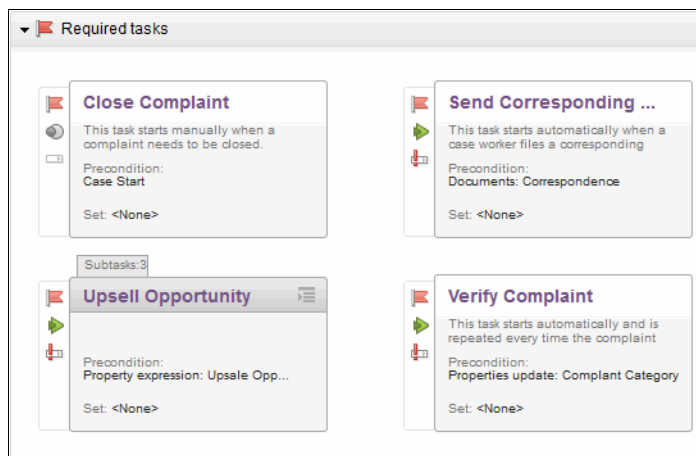 Required tasks
Close Complaint
This task starts manually when a
complaint needs to be closed.
Precondition:
Case Start
Set: <None>
Send Corresponding ...
This task starts automatically when a
case worker files a corresponding
Precondition:
Documents: Correspondence
Set: <None>
Subtasks:3
Upsell Opportunity
Precondition:
Property expression: Upsale Opp...
Set: <None>
Verify Complaint
This task starts automatically and is
repeated every time the complaint
Precondition:
Properties update: Complant Category
Set: <None>